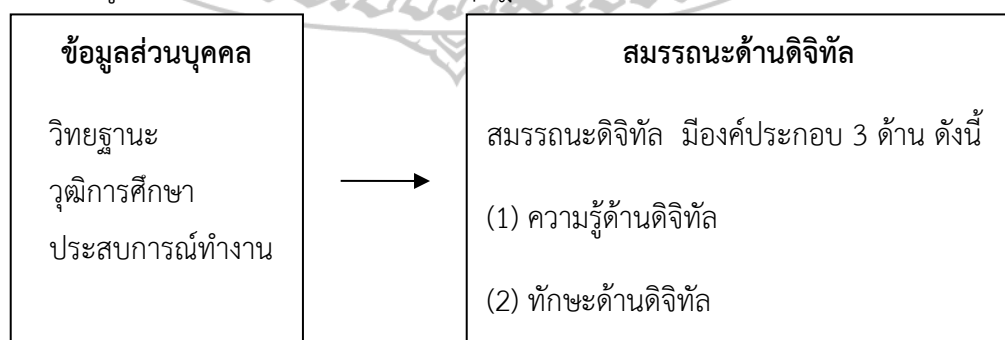 ข้อมูลส่วนบุคคล
วิทยฐานะ
วุฒิการศึกษา
ประสบการณ์ทำงาน
สมรรถนะด้านดิจิทัล
สมรรถนะดิจิทัล มีองค์ประกอบ 3 ด้าน ดังนี้
(1) ความรู้ด้านดิจิทัล
(2) ทักษะด้านดิจิทัล